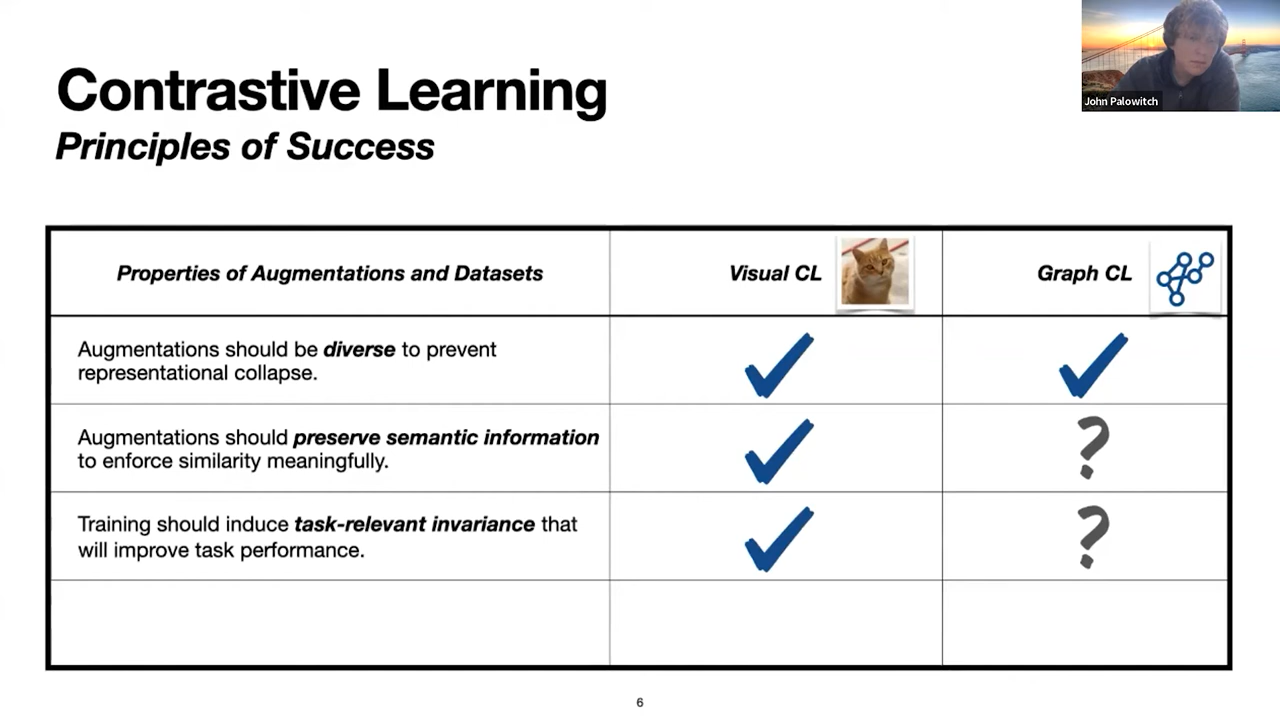 John Palowitch
Contrastive Learning
Principles of Success
Properties of Augmentations and Datasets
Visual CL
Graph CL
Augmentations should be diverse to prevent
representational collapse.
Augmentations should preserve semantic information
to enforce similarity meaningfully.
?
Training should induce task-relevant invariance that
will improve task performance.
?
6